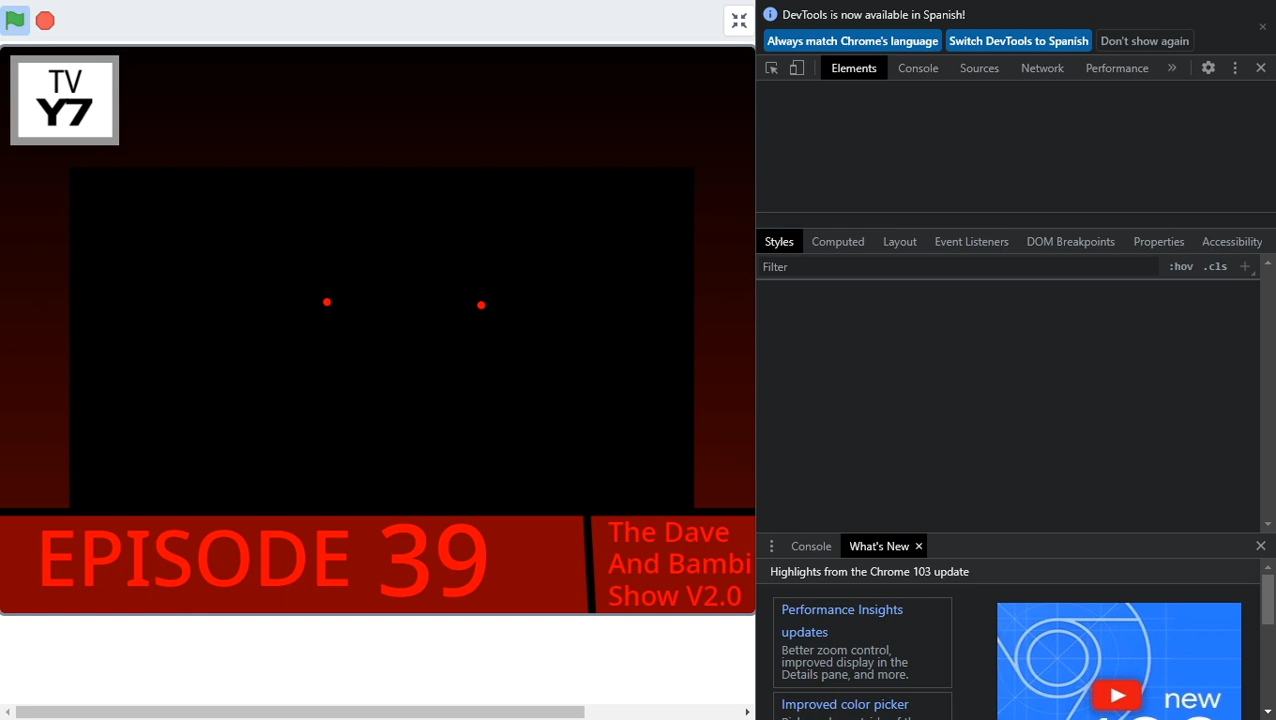 TV
Y7
EPISODE 39
The Dave
And Bambi
Show V2.0
DevTools is now available in Spanish!
Always match Chrome's language
Switch DevTools to Spanish
Don't show again
Elements
Console
Sources
Network
Performance
Styles
Computed
Layout
Event Listeners
DOM Breakpoints
Properties
Accessibility
Filter
:hov
.cls
Console
What's New
Highlights from the Chrome 103 update
Performance Insights
updates
Better zoom control,
improved display in the
Details pane, and more.
Improved color picker
new